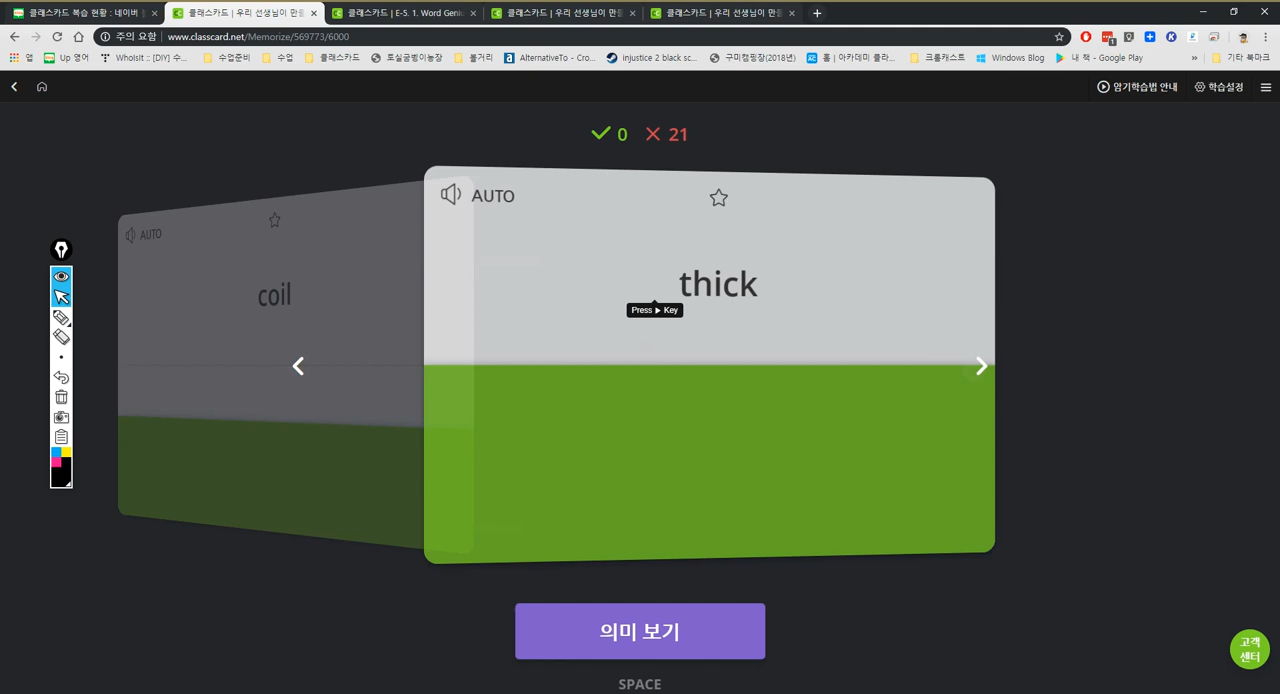 클래스카드 복습 현황 : 네이버
클래스카드 | 우리 선생님이 만든
클래스카드 | E-5. 1. Word Geni
클래스카드 | 우리 선생님이 만든
클래스카드 | 우리 선생님이 만든
주의 요함 | www.classcard.net/Memorize/569773/6000
앱
Up 영어
WhoIsIt :: [DIY] 수...
수업준비
수업
클래스카드
토실굼벵이농장
볼거리
AlternativeTo - Cro...
injustice 2 black sc...
구미캠핑장(2018년)
홈 | 아카데미 클라...
크롬캐스트
Windows Blog
내 책 - Google Play
»
기타 북마크
암기학습법 안내
학습설정
0
21
AUTO
coil
AUTO
thick
Press ▶ Key
의미 보기
SPACE
고객
센터